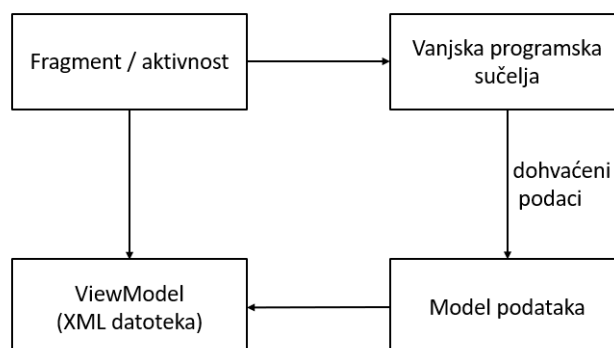 Fragment / aktivnost
Vanjska programska
sučelja
dohvaćeni
podaci
ViewModel
(XML datoteka)
Model podataka